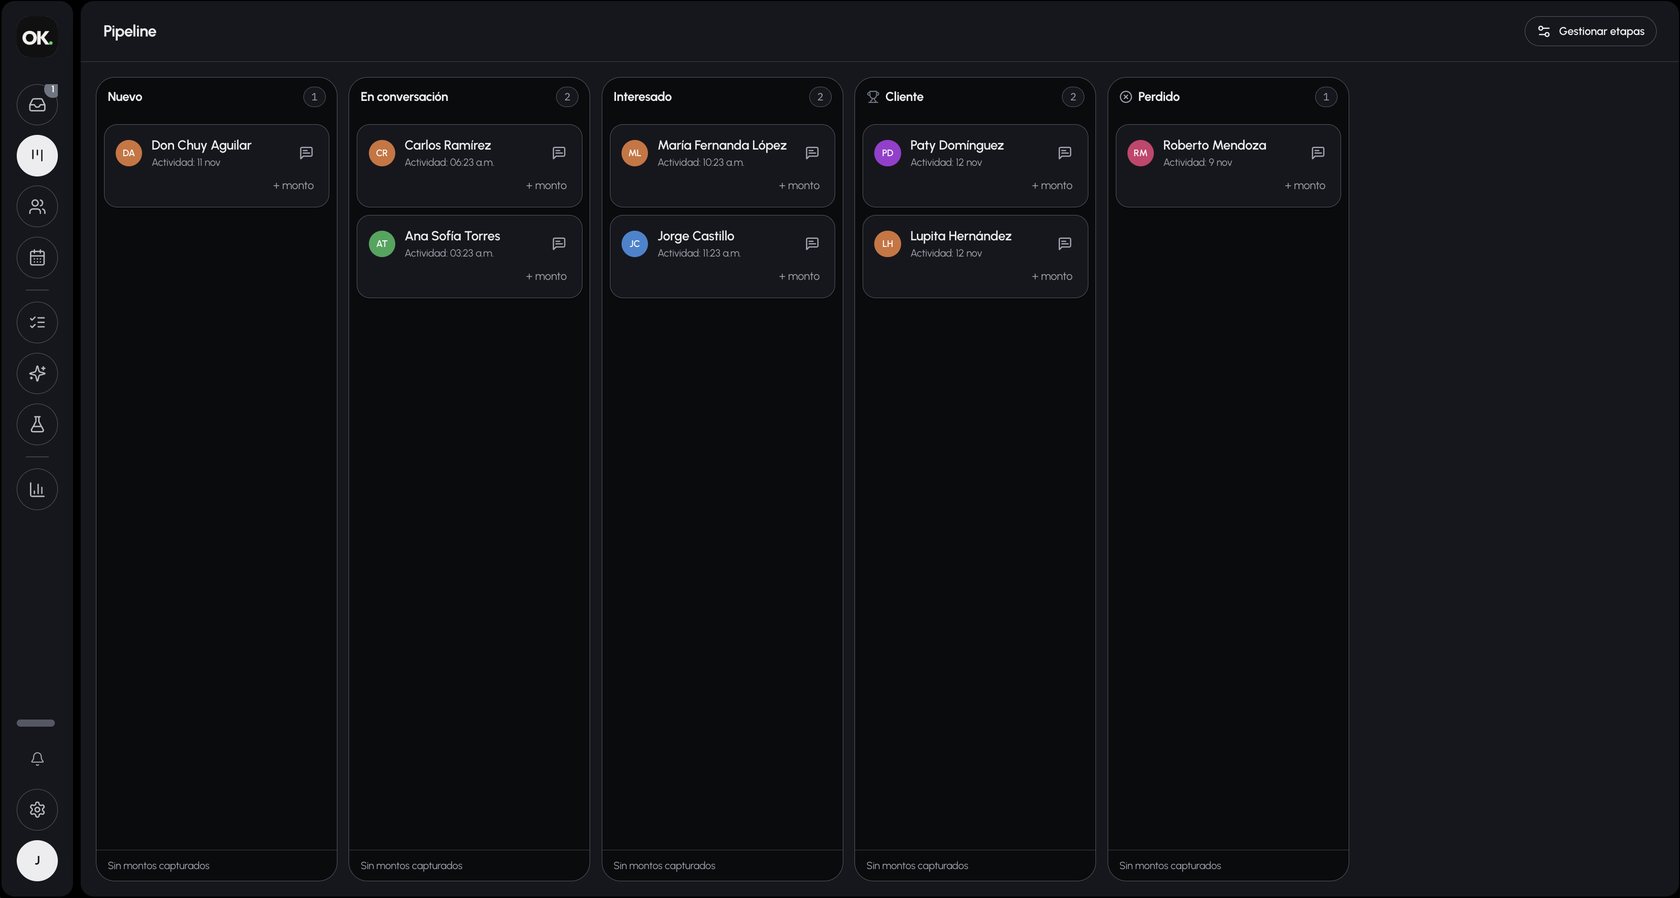 OK.
Pipeline
Gestionar etapas
1
Nuevo
1
DA
Don Chuy Aguilar
Actividad: 11 nov
+ monto
Sin montos capturados
En conversación
2
CR
Carlos Ramírez
Actividad: 06:23 a.m.
+ monto
AT
Ana Sofía Torres
Actividad: 03:23 a.m.
+ monto
Sin montos capturados
Interesado
2
ML
María Fernanda López
Actividad: 10:23 a.m.
+ monto
JC
Jorge Castillo
Actividad: 11:23 a.m.
+ monto
Sin montos capturados
Cliente
2
PD
Paty Domínguez
Actividad: 12 nov
+ monto
LH
Lupita Hernández
Actividad: 12 nov
+ monto
Sin montos capturados
Perdido
1
RM
Roberto Mendoza
Actividad: 9 nov
+ monto
Sin montos capturados
J